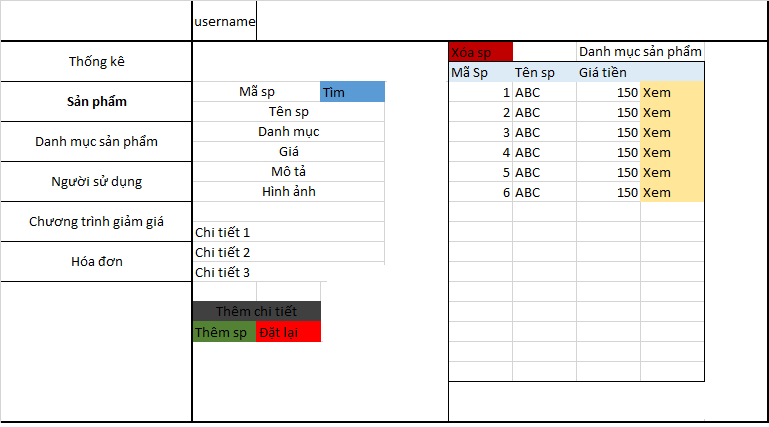 username
Thống kê
Sản phẩm
Danh mục sản phẩm
Người sử dụng
Chương trình giảm giá
Hóa đơn
Mã sp Tìm
Tên sp
Danh mục
Giá
Mô tả
Hình ảnh
Chi tiết 1
Chi tiết 2
Chi tiết 3
Thêm chi tiết
Thêm sp Đặt lại
Xóa sp Danh mục sản phẩm
Mã Sp Tên sp Giá tiền
1 ABC 150 Xem
2 ABC 150 Xem
3 ABC 150 Xem
4 ABC 150 Xem
5 ABC 150 Xem
6 ABC 150 Xem